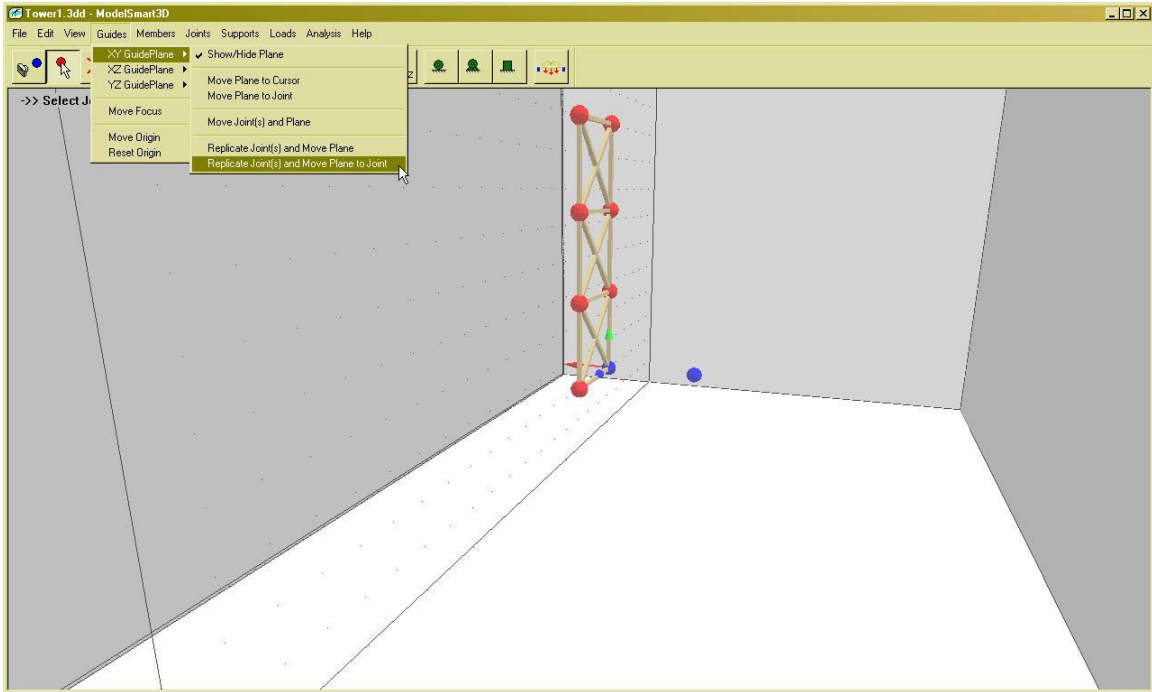 Tower1.3dd - ModelSmart3D
File Edit View Guides Members Joints Supports Loads Analysis Help
XY GuidePlane
XZ GuidePlane
YZ GuidePlane
Move Focus
Move Origin
Reset Origin
Show/Hide Plane
Move Plane to Cursor
Move Plane to Joint
Move Joint(s) and Plane
Replicate Joint(s) and Move Plane
Replicate Joint(s) and Move Plane to Joint
Z
->> Select J